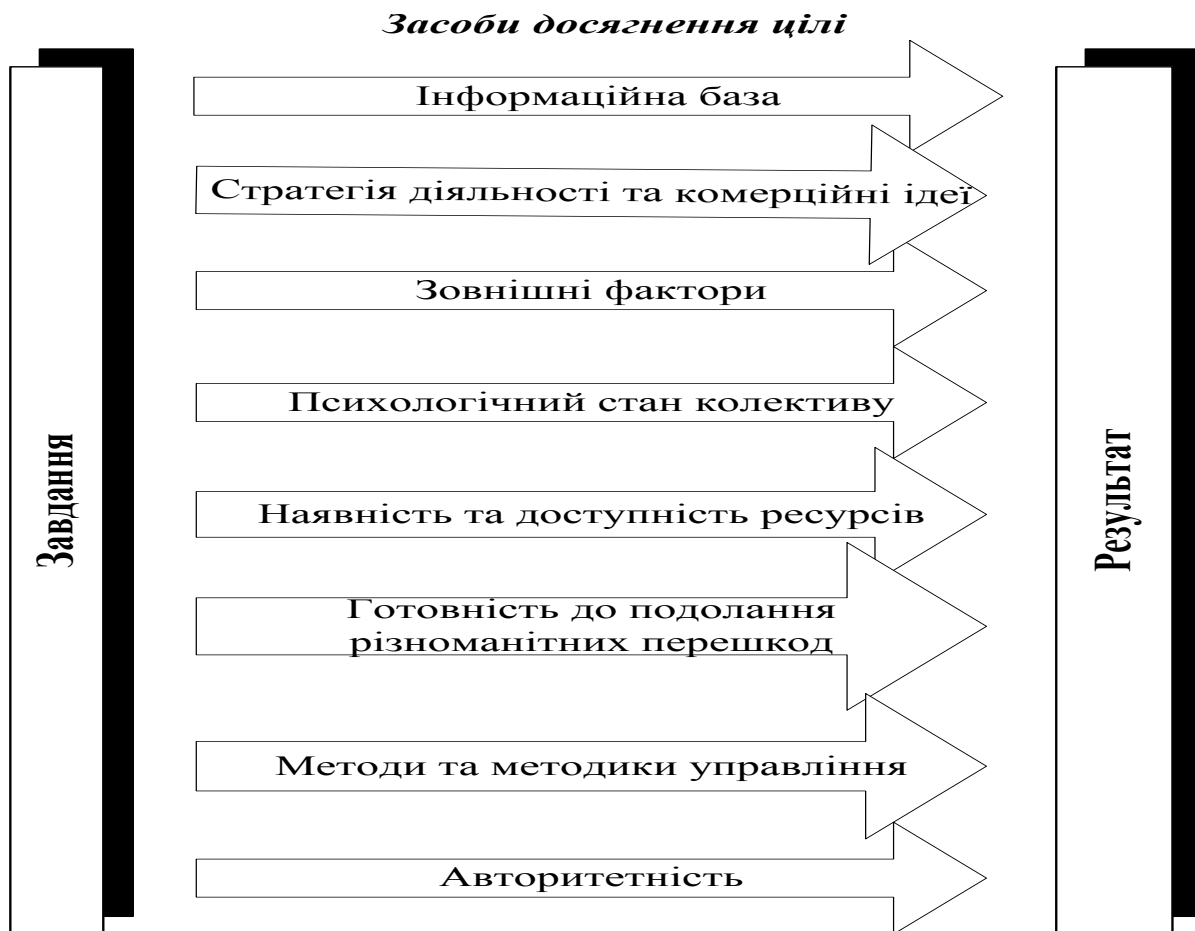 Засоби досягнення цілі
Інформаційна база
Стратегія діяльності та комерційні ідеї
Зовнішні фактори
Психологічний стан колективу
Наявність та доступність ресурсів
Готовність до подолання
різноманітних перешкод
Методи та методики управління
Авторитетність
Завдання
Результат